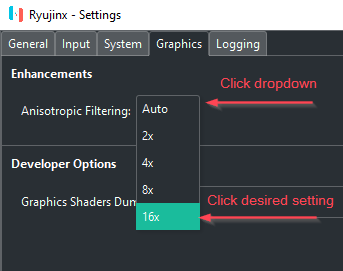 Ryujinx - Settings
General Input System Graphics Logging
Enhancements
Click dropdown
Anisotropic Filtering:
Auto
2x
4x
8x
16x
Developer Options
Click desired setting
Graphics Shaders Dum